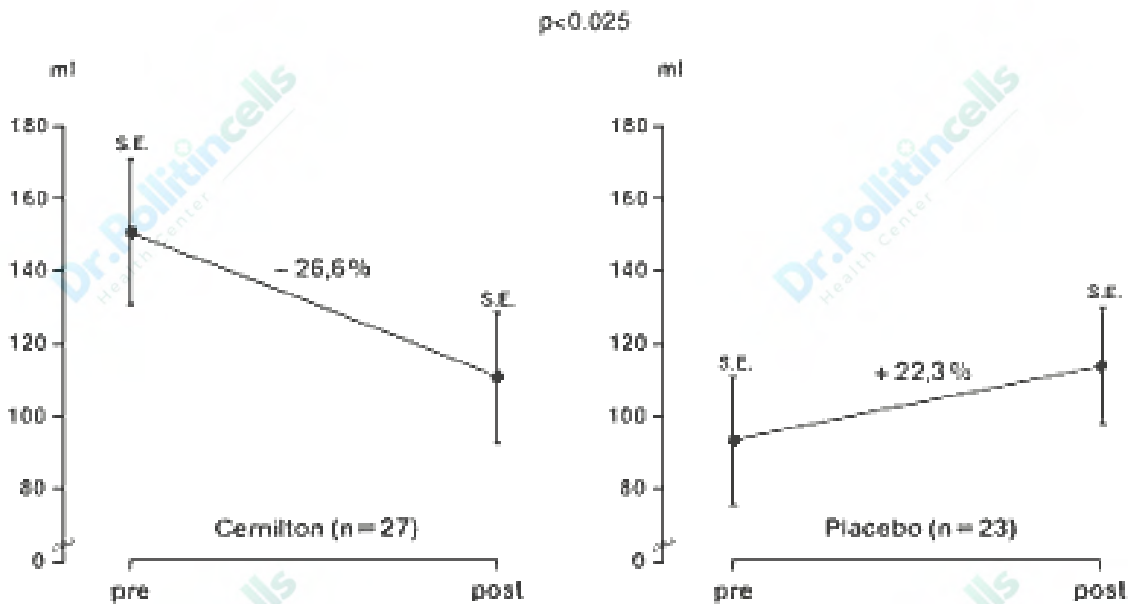 p<0.025
ml
180
160
140
120
100
80
0
S.E.
– 26,6%
S.E.
Cernilton (n=27)
pre
post
ml
180
160
140
120
100
80
0
S.E.
+ 22,3%
S.E.
Placebo (n=23)
pre
post
Dr.Pollitincells
Health Center
Dr.Pollitincells
Health Center
cells
cells